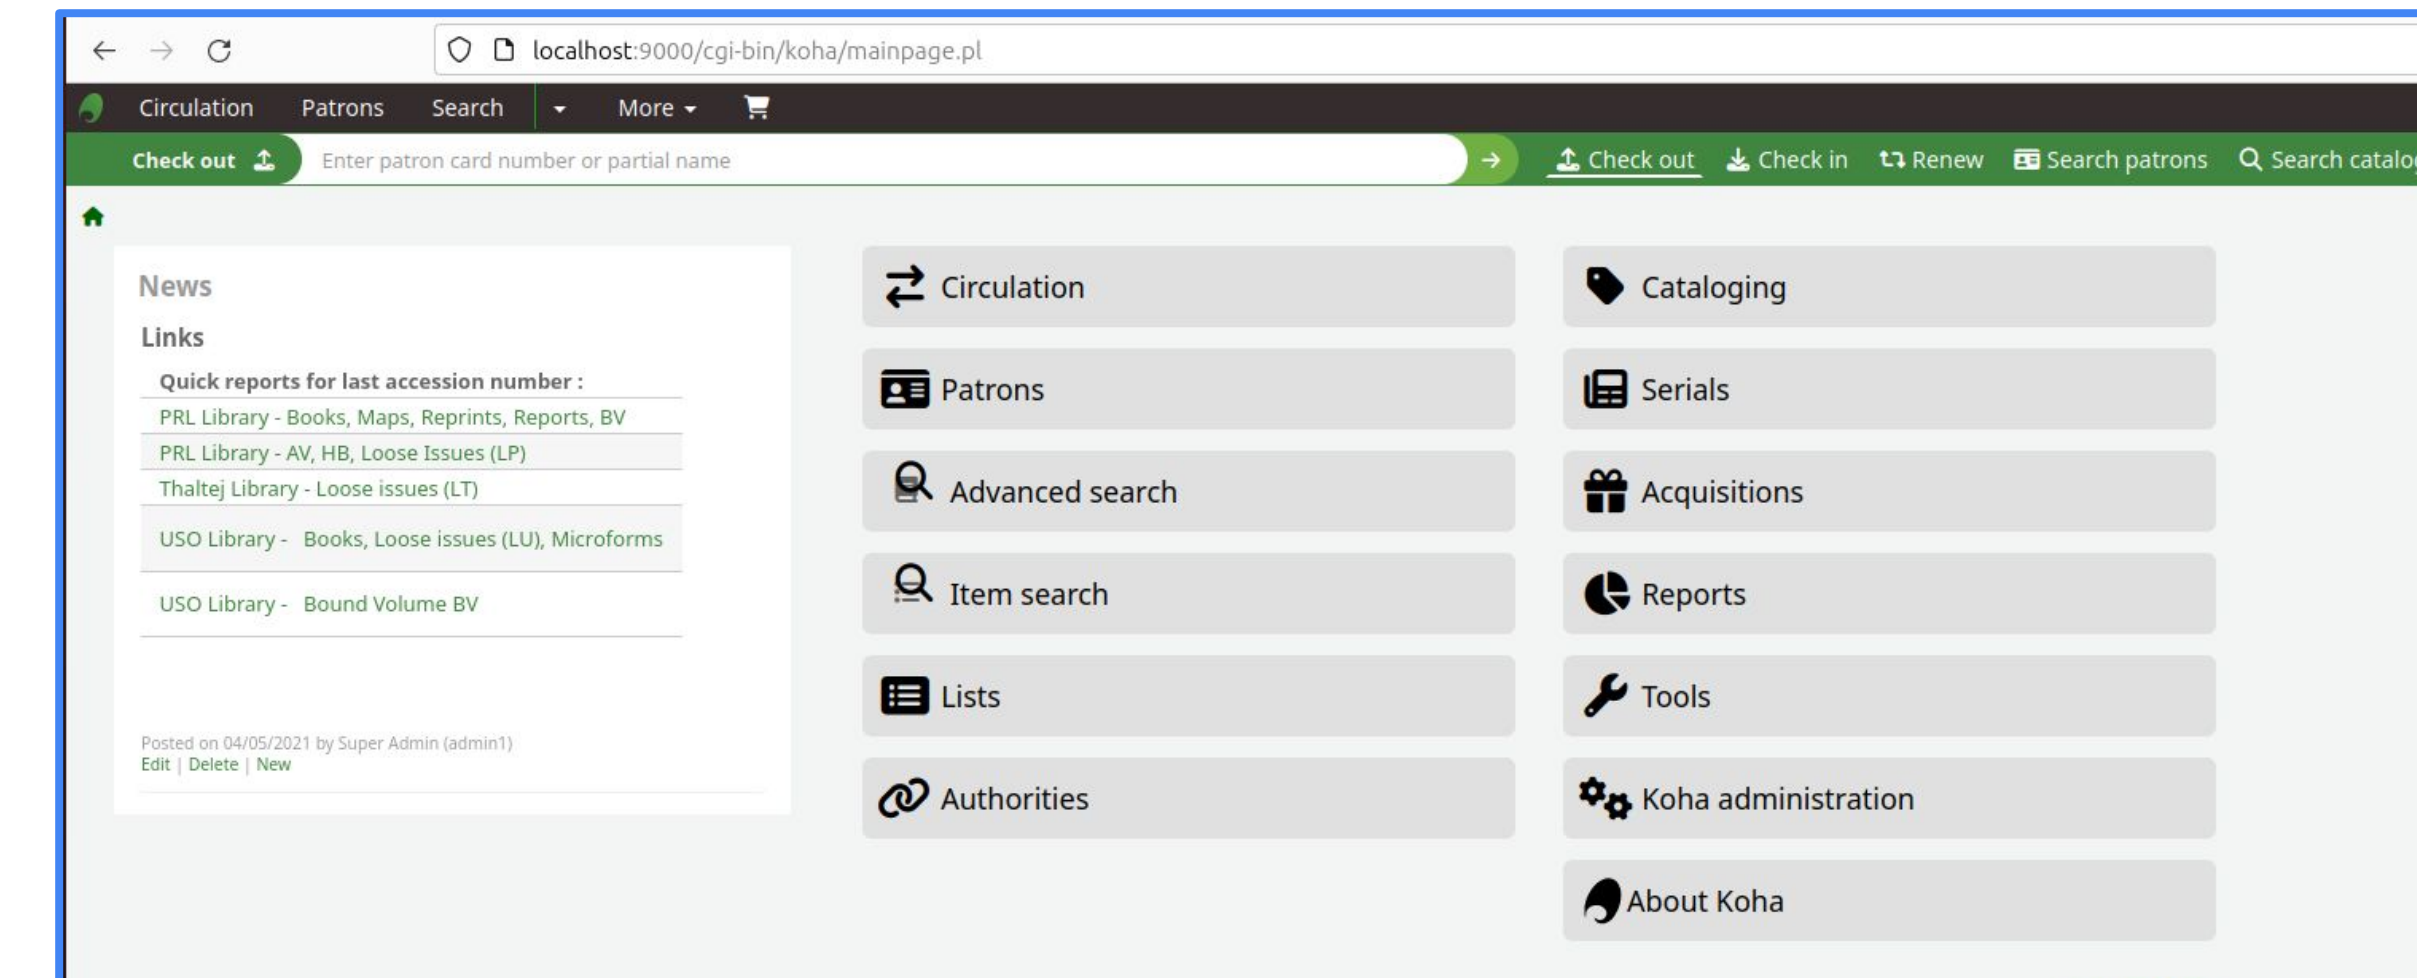 localhost:9000/cgi-bin/koha/mainpage.pl
Circulation Patrons Search More
Check out Enter patron card number or partial name Check out Check in Renew Search patrons Search
News
Links
Quick reports for last accession number :
PRL Library - Books, Maps, Reprints, Reports, BV
PRL Library - AV, HB, Loose Issues (LP)
Thaltej Library - Loose issues (LT)
USO Library - Books, Loose issues (LU), Microforms
USO Library - Bound Volume BV
Posted on 04/05/2021 by Super Admin (admin1)
Edit | Delete | New
Circulation
Patrons
Advanced search
Item search
Lists
Authorities
Cataloging
Serials
Acquisitions
Reports
Tools
Koha administration
About Koha